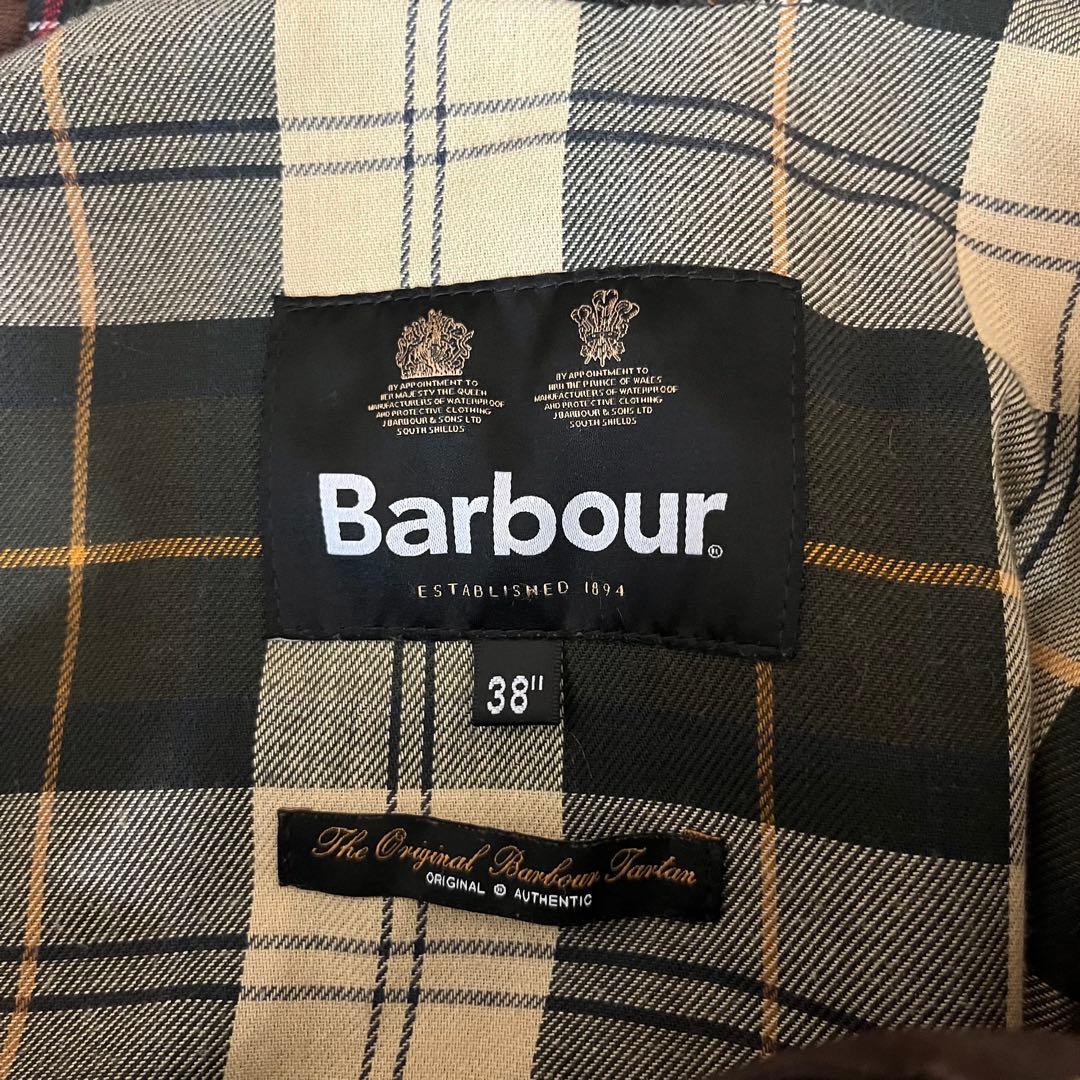 BY APPOINTMENT TO
HER MAJESTY THE QUEEN
MANUFACTURERS OF WATERPROOF
AND PROTECTIVE CLOTHING
J BARBOUR & SONS LTD
SOUTH SHIELDS
BY APPOINTMENT TO
HRH THE PRINCE OF WALES
MANUFACTURERS OF WATERPROOF
AND PROTECTIVE CLOTHING
J BARBOUR & SONS LTD
SOUTH SHIELDS
Barbour®
ESTABLISHED 1894
38"
The Original Barbour Tartan
ORIGINAL ® AUTHENTIC